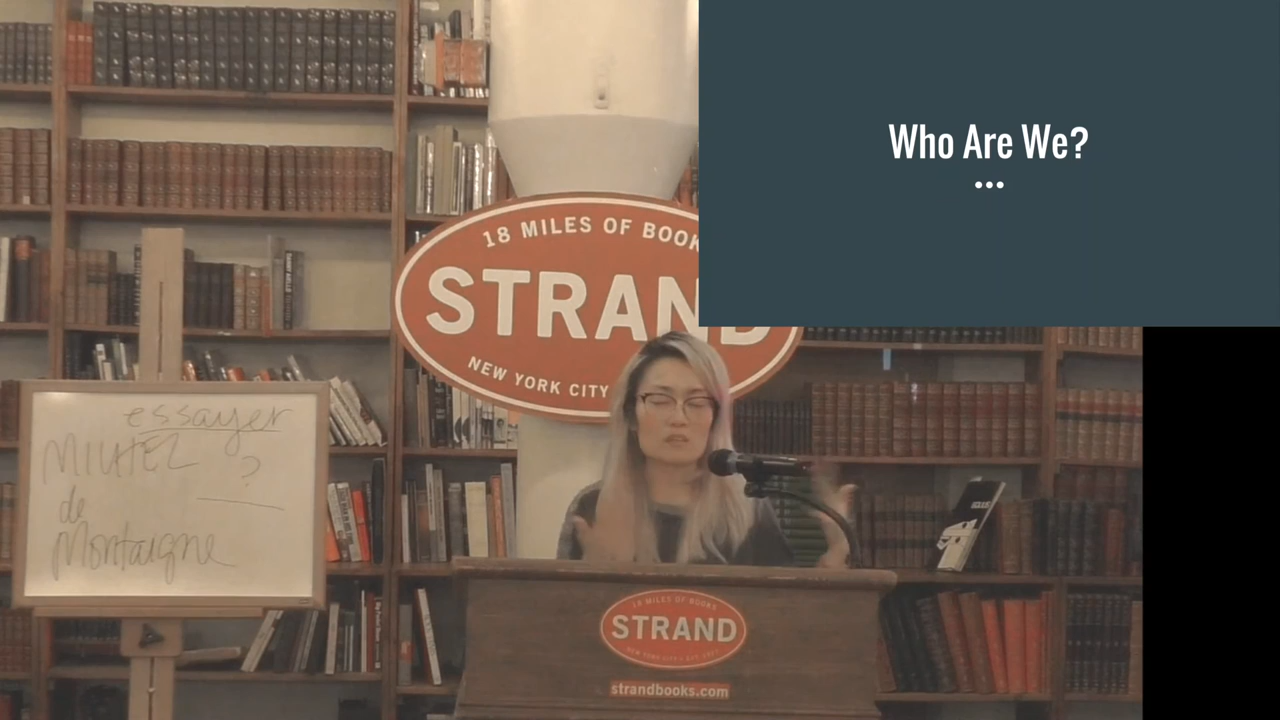 Who Are We?
18 MILES OF BOOK
STRAND
NEW YORK CITY
essayer
MICHEL
?
de
Montaigne
18 MILES OF BOOKS
STRAND
strandbooks.com